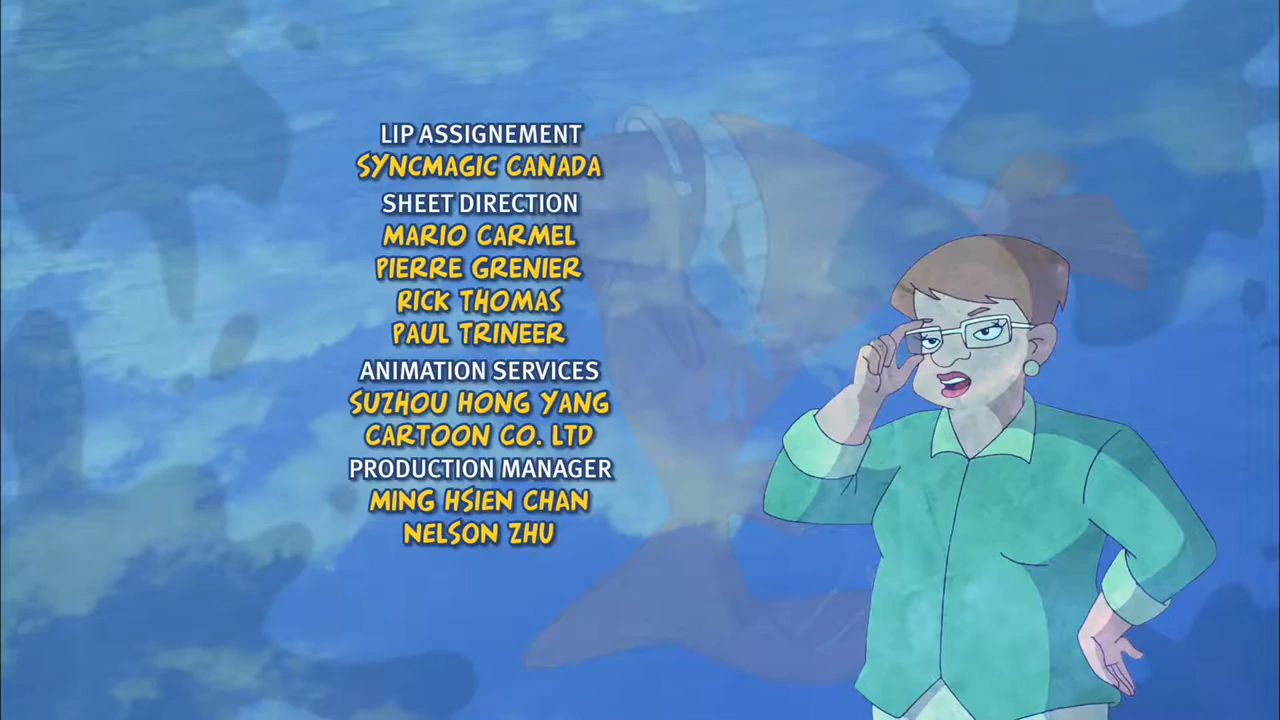 LIP ASSIGNEMENT
SYNCMAGIC CANADA
SHEET DIRECTION
MARIO CARMEL
PIERRE GRENIER
RICK THOMAS
PAUL TRINEER
ANIMATION SERVICES
SUZHOU HONG YANG
CARTOON CO. LTD
PRODUCTION MANAGER
MING HSIEN CHAN
NELSON ZHU